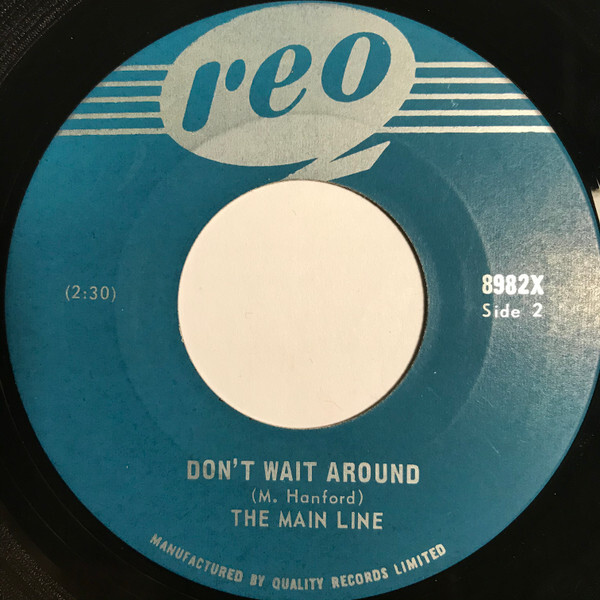 reo
(2:30)
8982X
Side 2
DON'T WAIT AROUND
(M. Hanford)
THE MAIN LINE
MANUFACTURED BY QUALITY RECORDS LIMITED